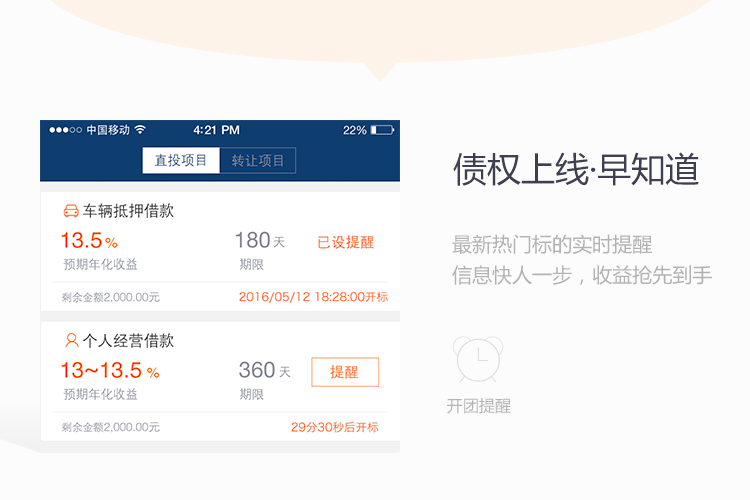 中国移动 4:21 PM 22%
直投项目 转让项目
车辆抵押借款
13.5% 180天 已设提醒
预期年化收益 期限
剩余金额2,000.00元 2016/05/12 18:28:00开标
个人经营借款
13~13.5% 360天 提醒
预期年化收益 期限
剩余金额2,000.00元 29分30秒后开标
债权上线·早知道
最新热门标的实时提醒
信息快人一步，收益抢先到手
开团提醒